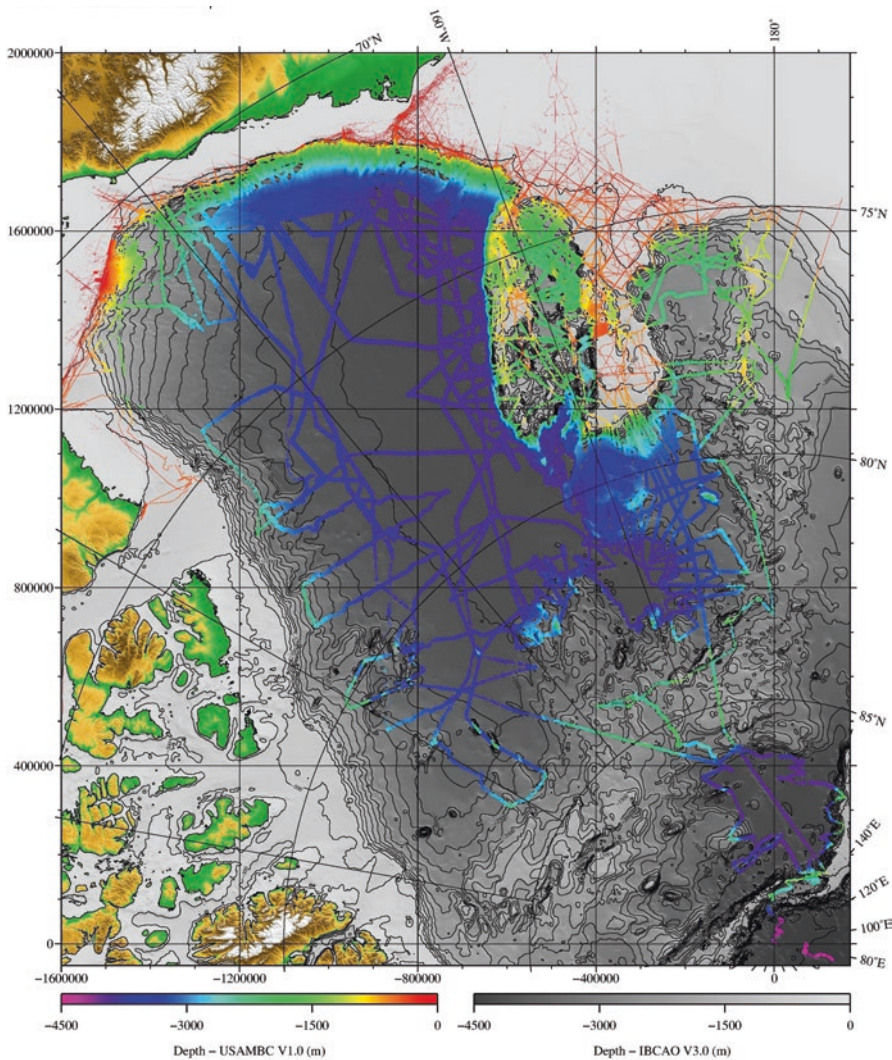 70°N
160°W
180°
2000000
75°N
1600000
1200000
80°N
800000
85°N
400000
140°E
120°E
100°E
80°E
0
−1600000 −1200000 −800000 −400000 0
−4500 −3000 −1500 0 −4500 −3000 −1500 0
Depth − USAMBC V1.0 (m) Depth − IBCAO V3.0 (m)